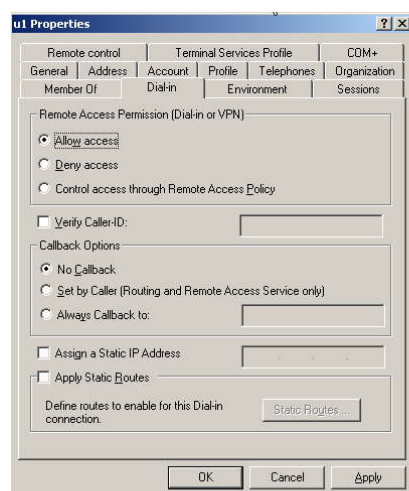 u1 Properties
Remote control Terminal Services Profile COM+
General Address Account Profile Telephones Organization
Member Of Dial-in Environment Sessions
Remote Access Permission (Dial-in or VPN)
Allow access
Deny access
Control access through Remote Access Policy
Verify Caller-ID:
Callback Options
No Callback
Set by Caller (Routing and Remote Access Service only)
Always Callback to:
Assign a Static IP Address
Apply Static Routes
Define routes to enable for this Dial-in
connection.
Static Routes ...
OK Cancel Apply